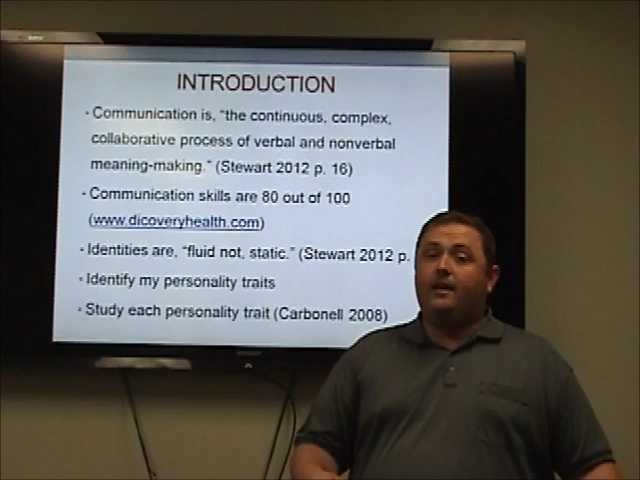 INTRODUCTION
· Communication is, "the continuous, complex,
collaborative process of verbal and nonverbal
meaning-making." (Stewart 2012 p. 16)
· Communication skills are 80 out of 100
(www.dicoveryhealth.com)
· Identities are, "fluid not, static." (Stewart 2012 p.
· Identify my personality traits
· Study each personality trait (Carbonell 2008)